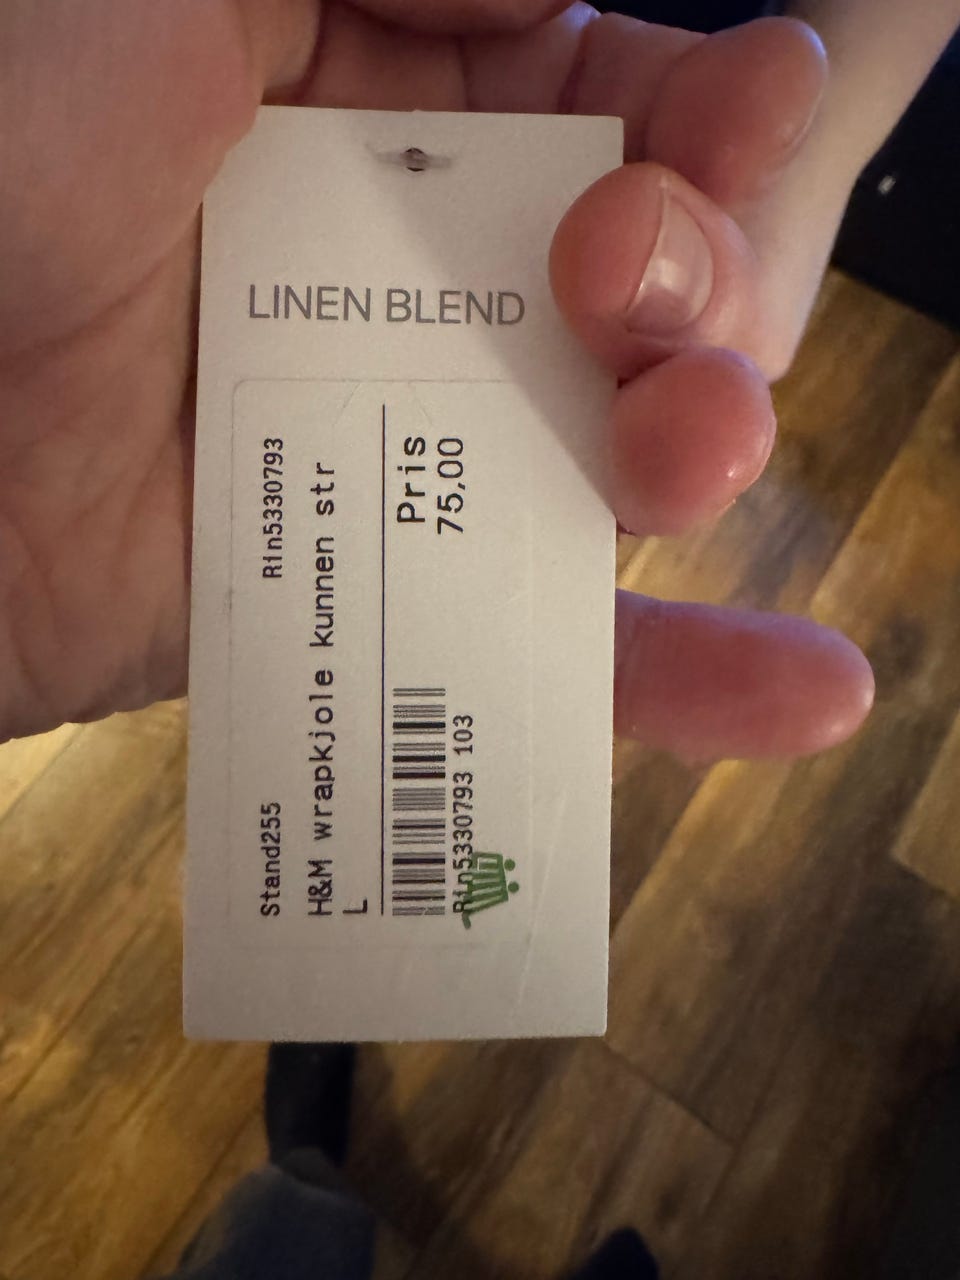 LINEN BLEND
Stand255 Rin5330793
H&M wrapkjole kunnen str
L
Pris
75,00
Rin5330793 103